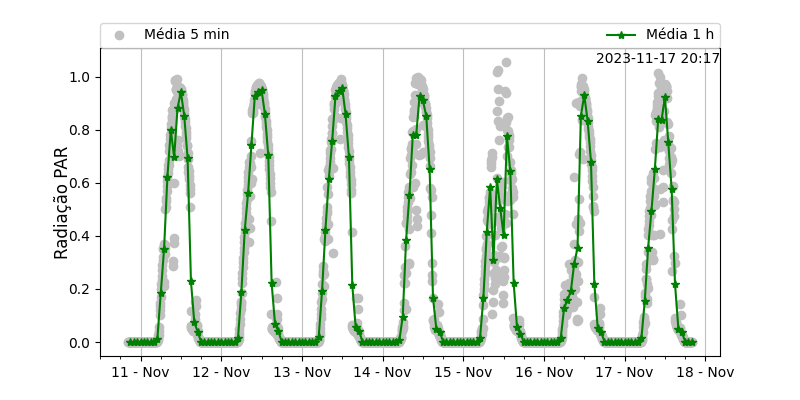 Média 5 min
Média 1 h
2023-11-17 20:17
Radiação PAR
1.0
0.8
0.6
0.4
0.2
0.0
11 - Nov
12 - Nov
13 - Nov
14 - Nov
15 - Nov
16 - Nov
17 - Nov
18 - Nov